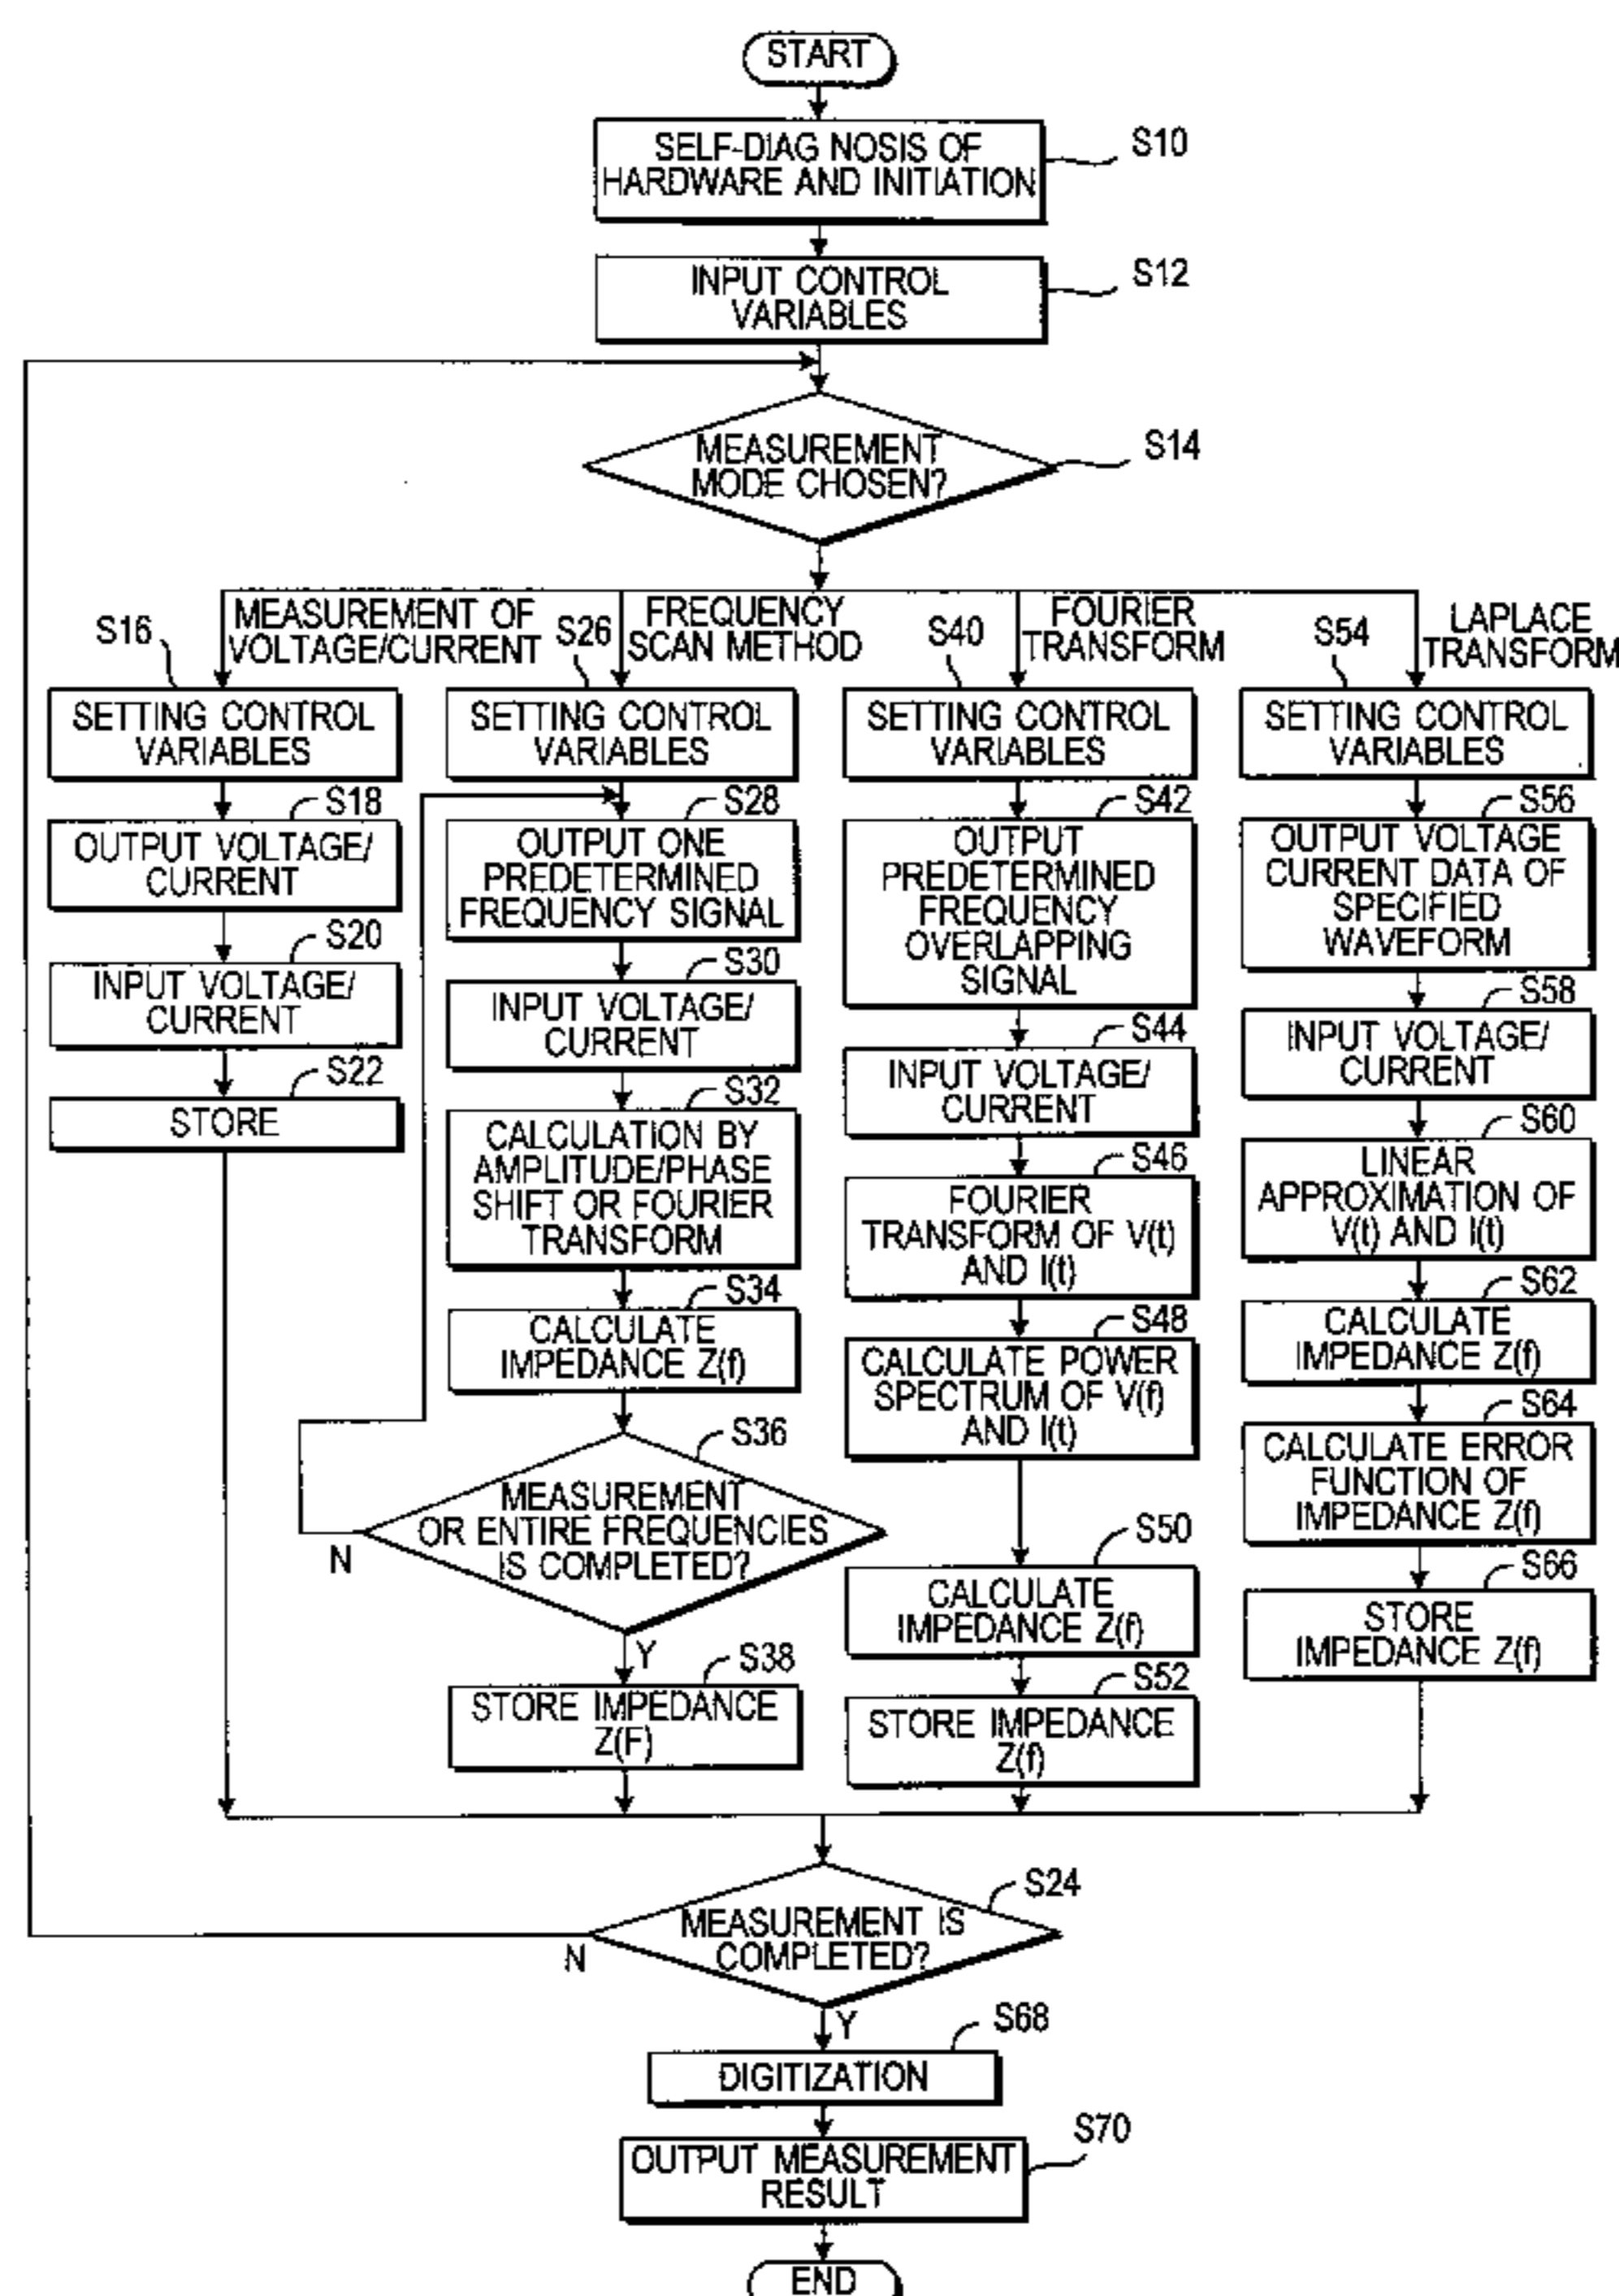 START
SELF-DIAG NOSIS OF
HARDWARE AND INITIATION
S10
INPUT CONTROL
VARIABLES
S12
MEASUREMENT
MODE CHOSEN?
S14
MEASUREMENT OF
VOLTAGE/CURRENT
S16
SETTING CONTROL
VARIABLES
S18
OUTPUT VOLTAGE/
CURRENT
S20
INPUT VOLTAGE/
CURRENT
S22
STORE
FREQUENCY
SCAN METHOD
S26
SETTING CONTROL
VARIABLES
S28
OUTPUT ONE
PREDETERMINED
FREQUENCY SIGNAL
S30
INPUT VOLTAGE/
CURRENT
S32
CALCULATION BY
AMPLITUDE/PHASE
SHIFT OR FOURIER
TRANSFORM
S34
CALCULATE
IMPEDANCE Z(f)
S36
MEASUREMENT
OR ENTIRE FREQUENCIES
IS COMPLETED?
N
Y
S38
STORE IMPEDANCE
Z(F)
FOURIER
TRANSFORM
S40
SETTING CONTROL
VARIABLES
S42
OUTPUT
PREDETERMINED
FREQUENCY
OVERLAPPING
SIGNAL
S44
INPUT VOLTAGE/
CURRENT
S46
FOURIER
TRANSFORM OF V(t)
AND I(t)
S48
CALCULATE POWER
SPECTRUM OF V(f)
AND I(t)
S50
CALCULATE
IMPEDANCE Z(f)
S52
STORE IMPEDANCE
Z(f)
LAPLACE
TRANSFORM
S54
SETTING CONTROL
VARIABLES
S56
OUTPUT VOLTAGE
CURRENT DATA OF
SPECIFIED
WAVEFORM
S58
INPUT VOLTAGE/
CURRENT
S60
LINEAR
APPROXIMATION OF
V(t) AND I(t)
S62
CALCULATE
IMPEDANCE Z(f)
S64
CALCULATE ERROR
FUNCTION OF
IMPEDANCE Z(f)
S66
STORE
IMPEDANCE Z(f)
S24
MEASUREMENT IS
COMPLETED?
N
Y
S68
DIGITIZATION
S70
OUTPUT MEASUREMENT
RESULT
END